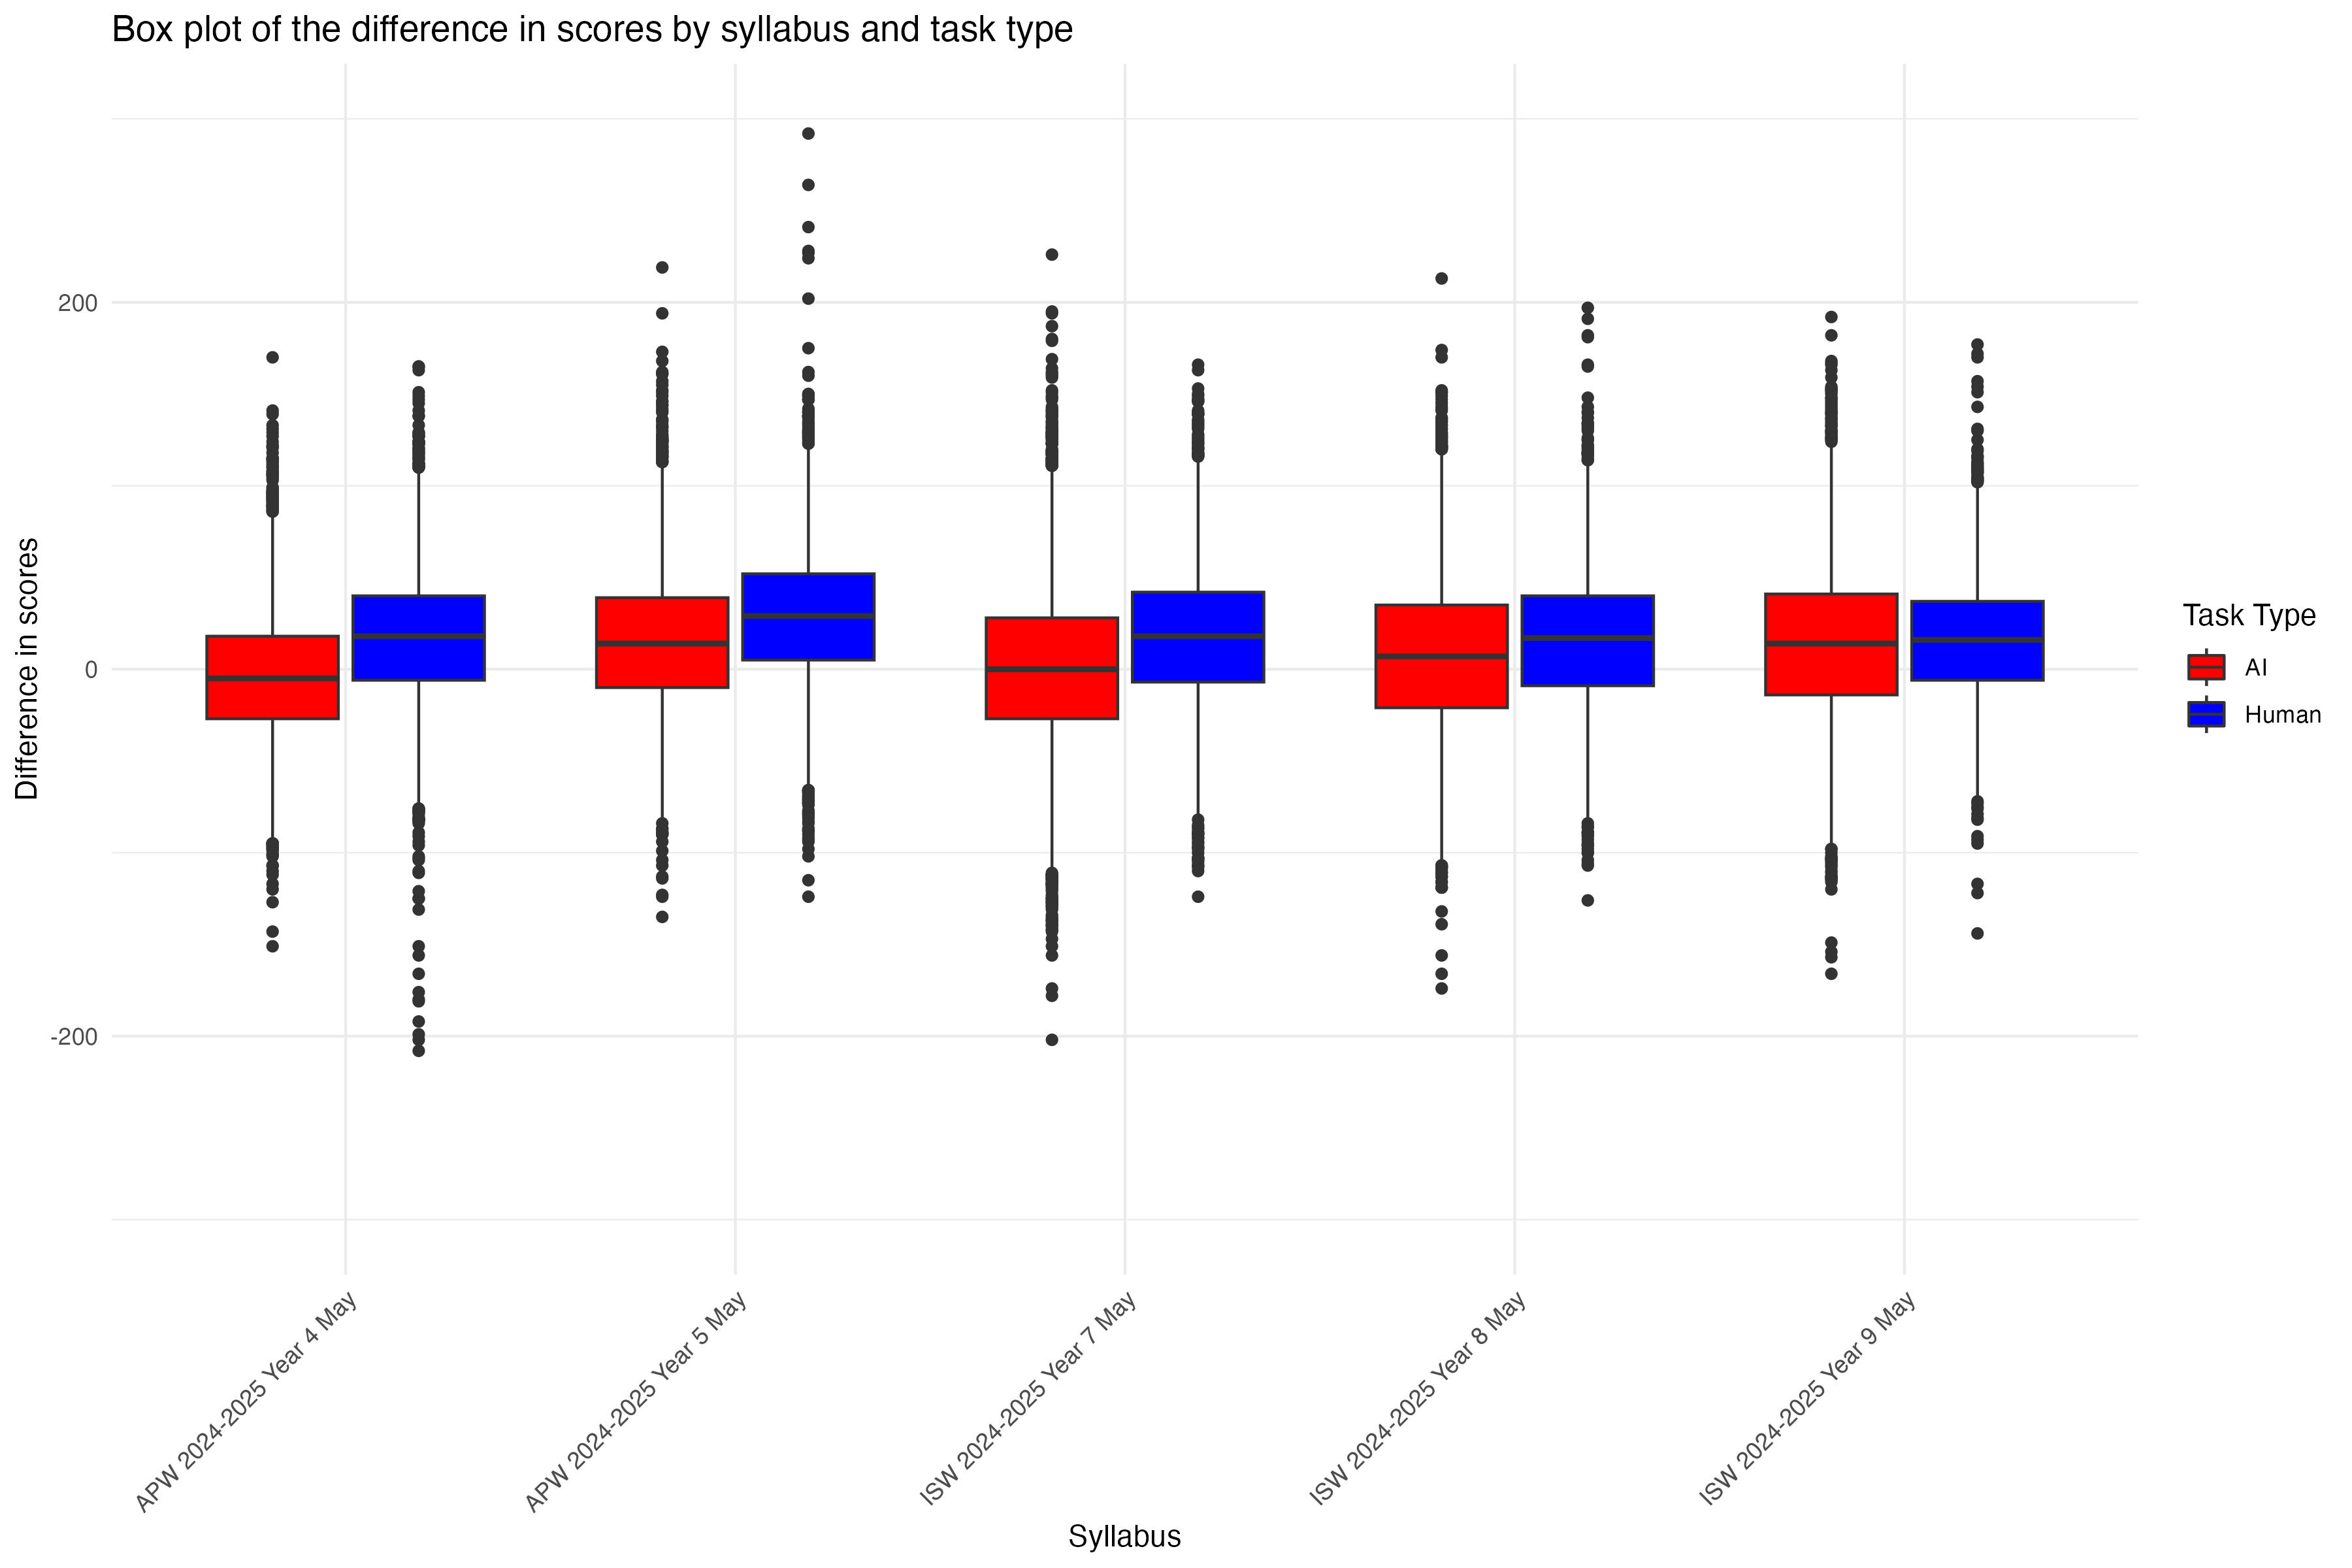 Box plot of the difference in scores by syllabus and task type
Difference in scores
200
0
-200
APW 2024-2025 Year 4 May
APW 2024-2025 Year 5 May
ISW 2024-2025 Year 7 May
ISW 2024-2025 Year 8 May
ISW 2024-2025 Year 9 May
Syllabus
Task Type
AI
Human